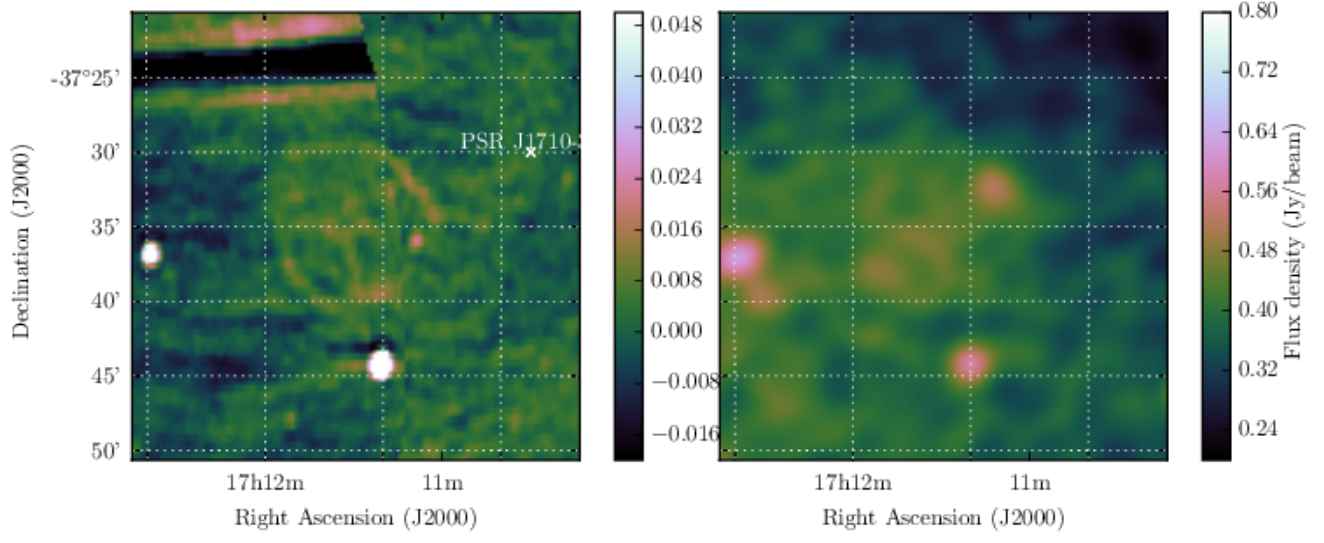 Declination (J2000)
-37°25'
30'
35'
40'
45'
50'
PSR J1710-
17h12m
11m
Right Ascension (J2000)
0.048
0.040
0.032
0.024
0.016
0.008
0.000
−0.008
−0.016
17h12m
11m
Right Ascension (J2000)
0.80
0.72
0.64
0.56
0.48
0.40
0.32
0.24
Flux density (Jy/beam)